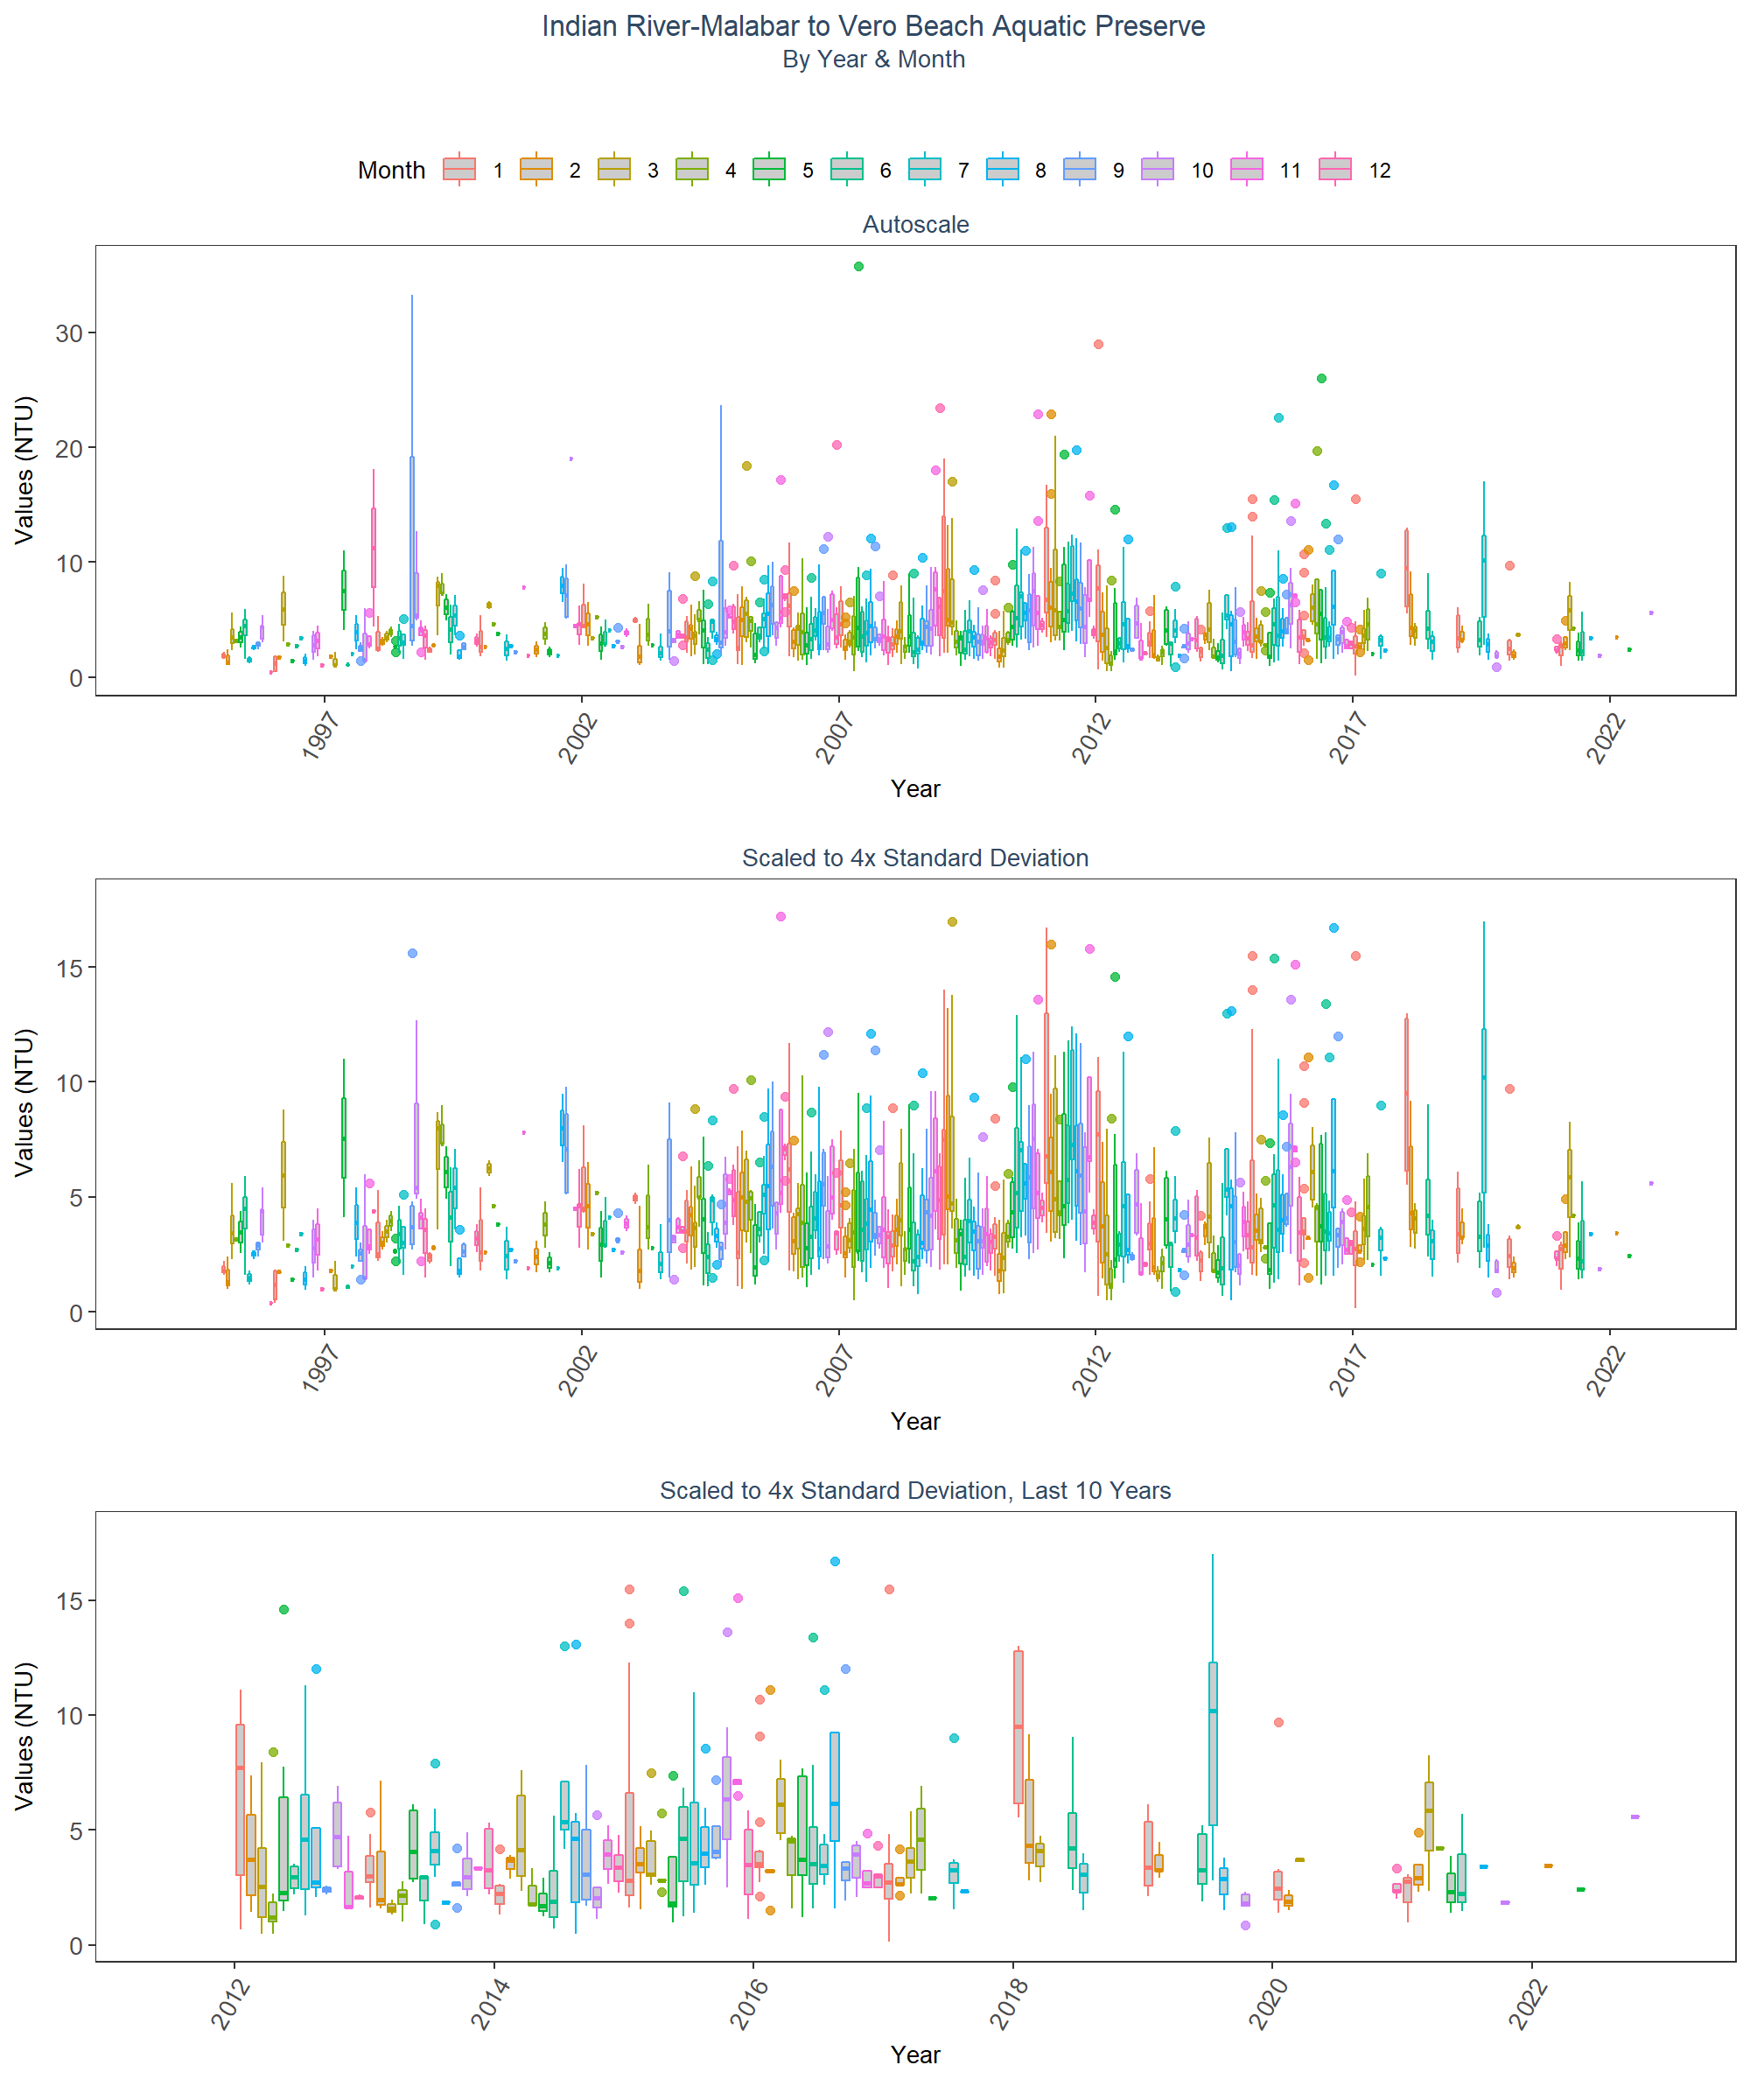 Indian River-Malabar to Vero Beach Aquatic Preserve
By Year & Month
Month 1 2 3 4 5 6 7 8 9 10 11 12
Autoscale
Values (NTU)
30
20
10
0
1997 2002 2007 2012 2017 2022
Year
Scaled to 4x Standard Deviation
Values (NTU)
15
10
5
0
1997 2002 2007 2012 2017 2022
Year
Scaled to 4x Standard Deviation, Last 10 Years
Values (NTU)
15
10
5
0
2012 2014 2016 2018 2020 2022
Year